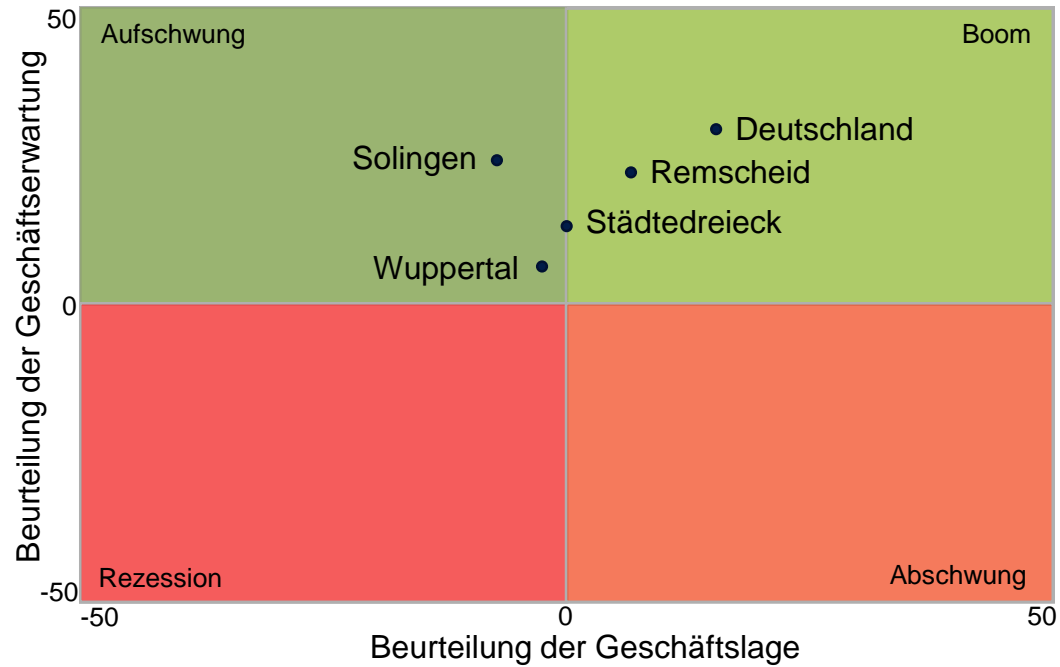 50
Aufschwung
Boom
Deutschland
Solingen
Remscheid
Städtedreieck
Wuppertal
0
Beurteilung der Geschäftserwartung
Rezession
Abschwung
-50
-50
0
50
Beurteilung der Geschäftslage